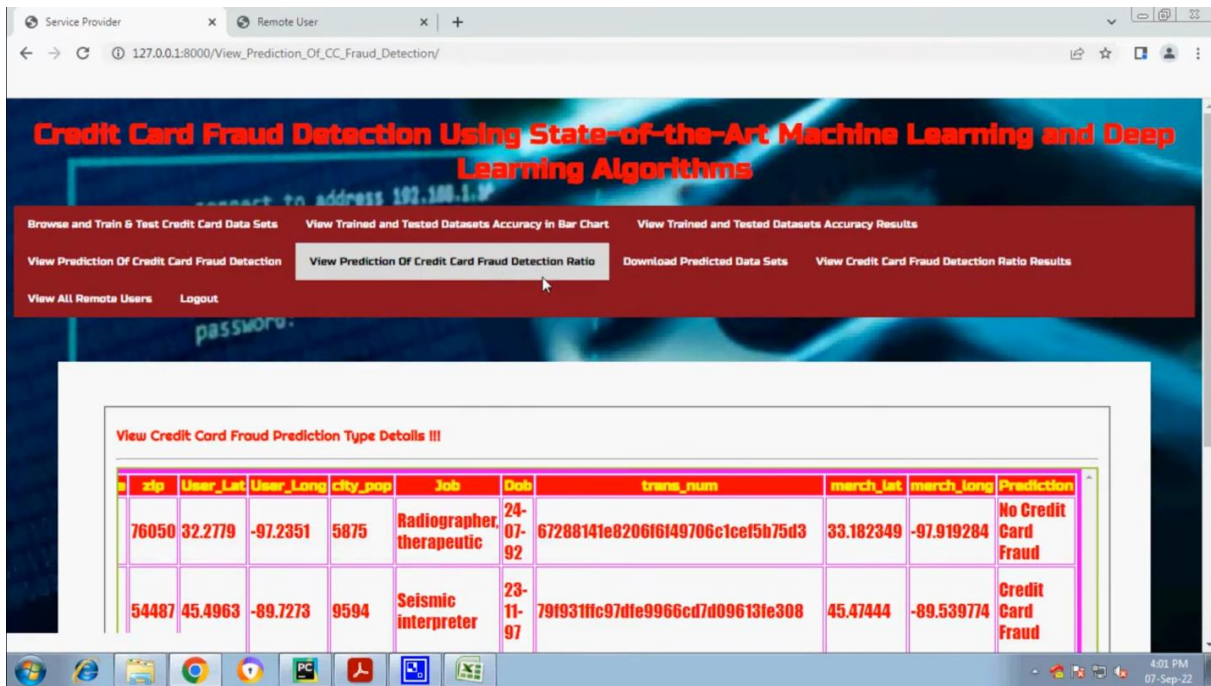 Service Provider
Remote User
127.0.0.1:8000/View_Prediction_Of_CC_Fraud_Detection/
Credit Card Fraud Detection Using State-of-the-Art Machine Learning and Deep
Learning Algorithms
connect to address 192.168.1.
Browse and Train & Test Credit Card Data Sets View Trained and Tested Datasets Accuracy in Bar Chart View Trained and Tested Datasets Accuracy Results
View Prediction Of Credit Card Fraud Detection View Prediction Of Credit Card Fraud Detection Ratio Download Predicted Data Sets View Credit Card Fraud Detection Ratio Results
View All Remote Users Logout
password:
View Credit Card Fraud Prediction Type Details !!!
zip User_Lat User_Long city_pop Job Dob trans_num merch_lat merch_long Prediction
76050 32.2779 -97.2351 5875 Radiographer, therapeutic 24-07-92 67288141e8206f6f49706c1cef5b75d3 33.182349 -97.919284 No Credit Card Fraud
54487 45.4963 -89.7273 9594 Seismic interpreter 23-11-97 79f931ffc97dfe9966cd7d09613fe308 45.47444 -89.539774 Credit Card Fraud
PC
4:01 PM
07-Sep-22